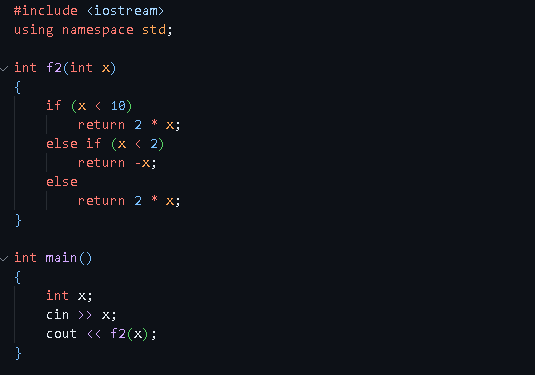 #include <iostream>
using namespace std;
int f2(int x)
{
if (x < 10)
return 2 * x;
else if (x < 2)
return -x;
else
return 2 * x;
}
int main()
{
int x;
cin >> x;
cout << f2(x);
}